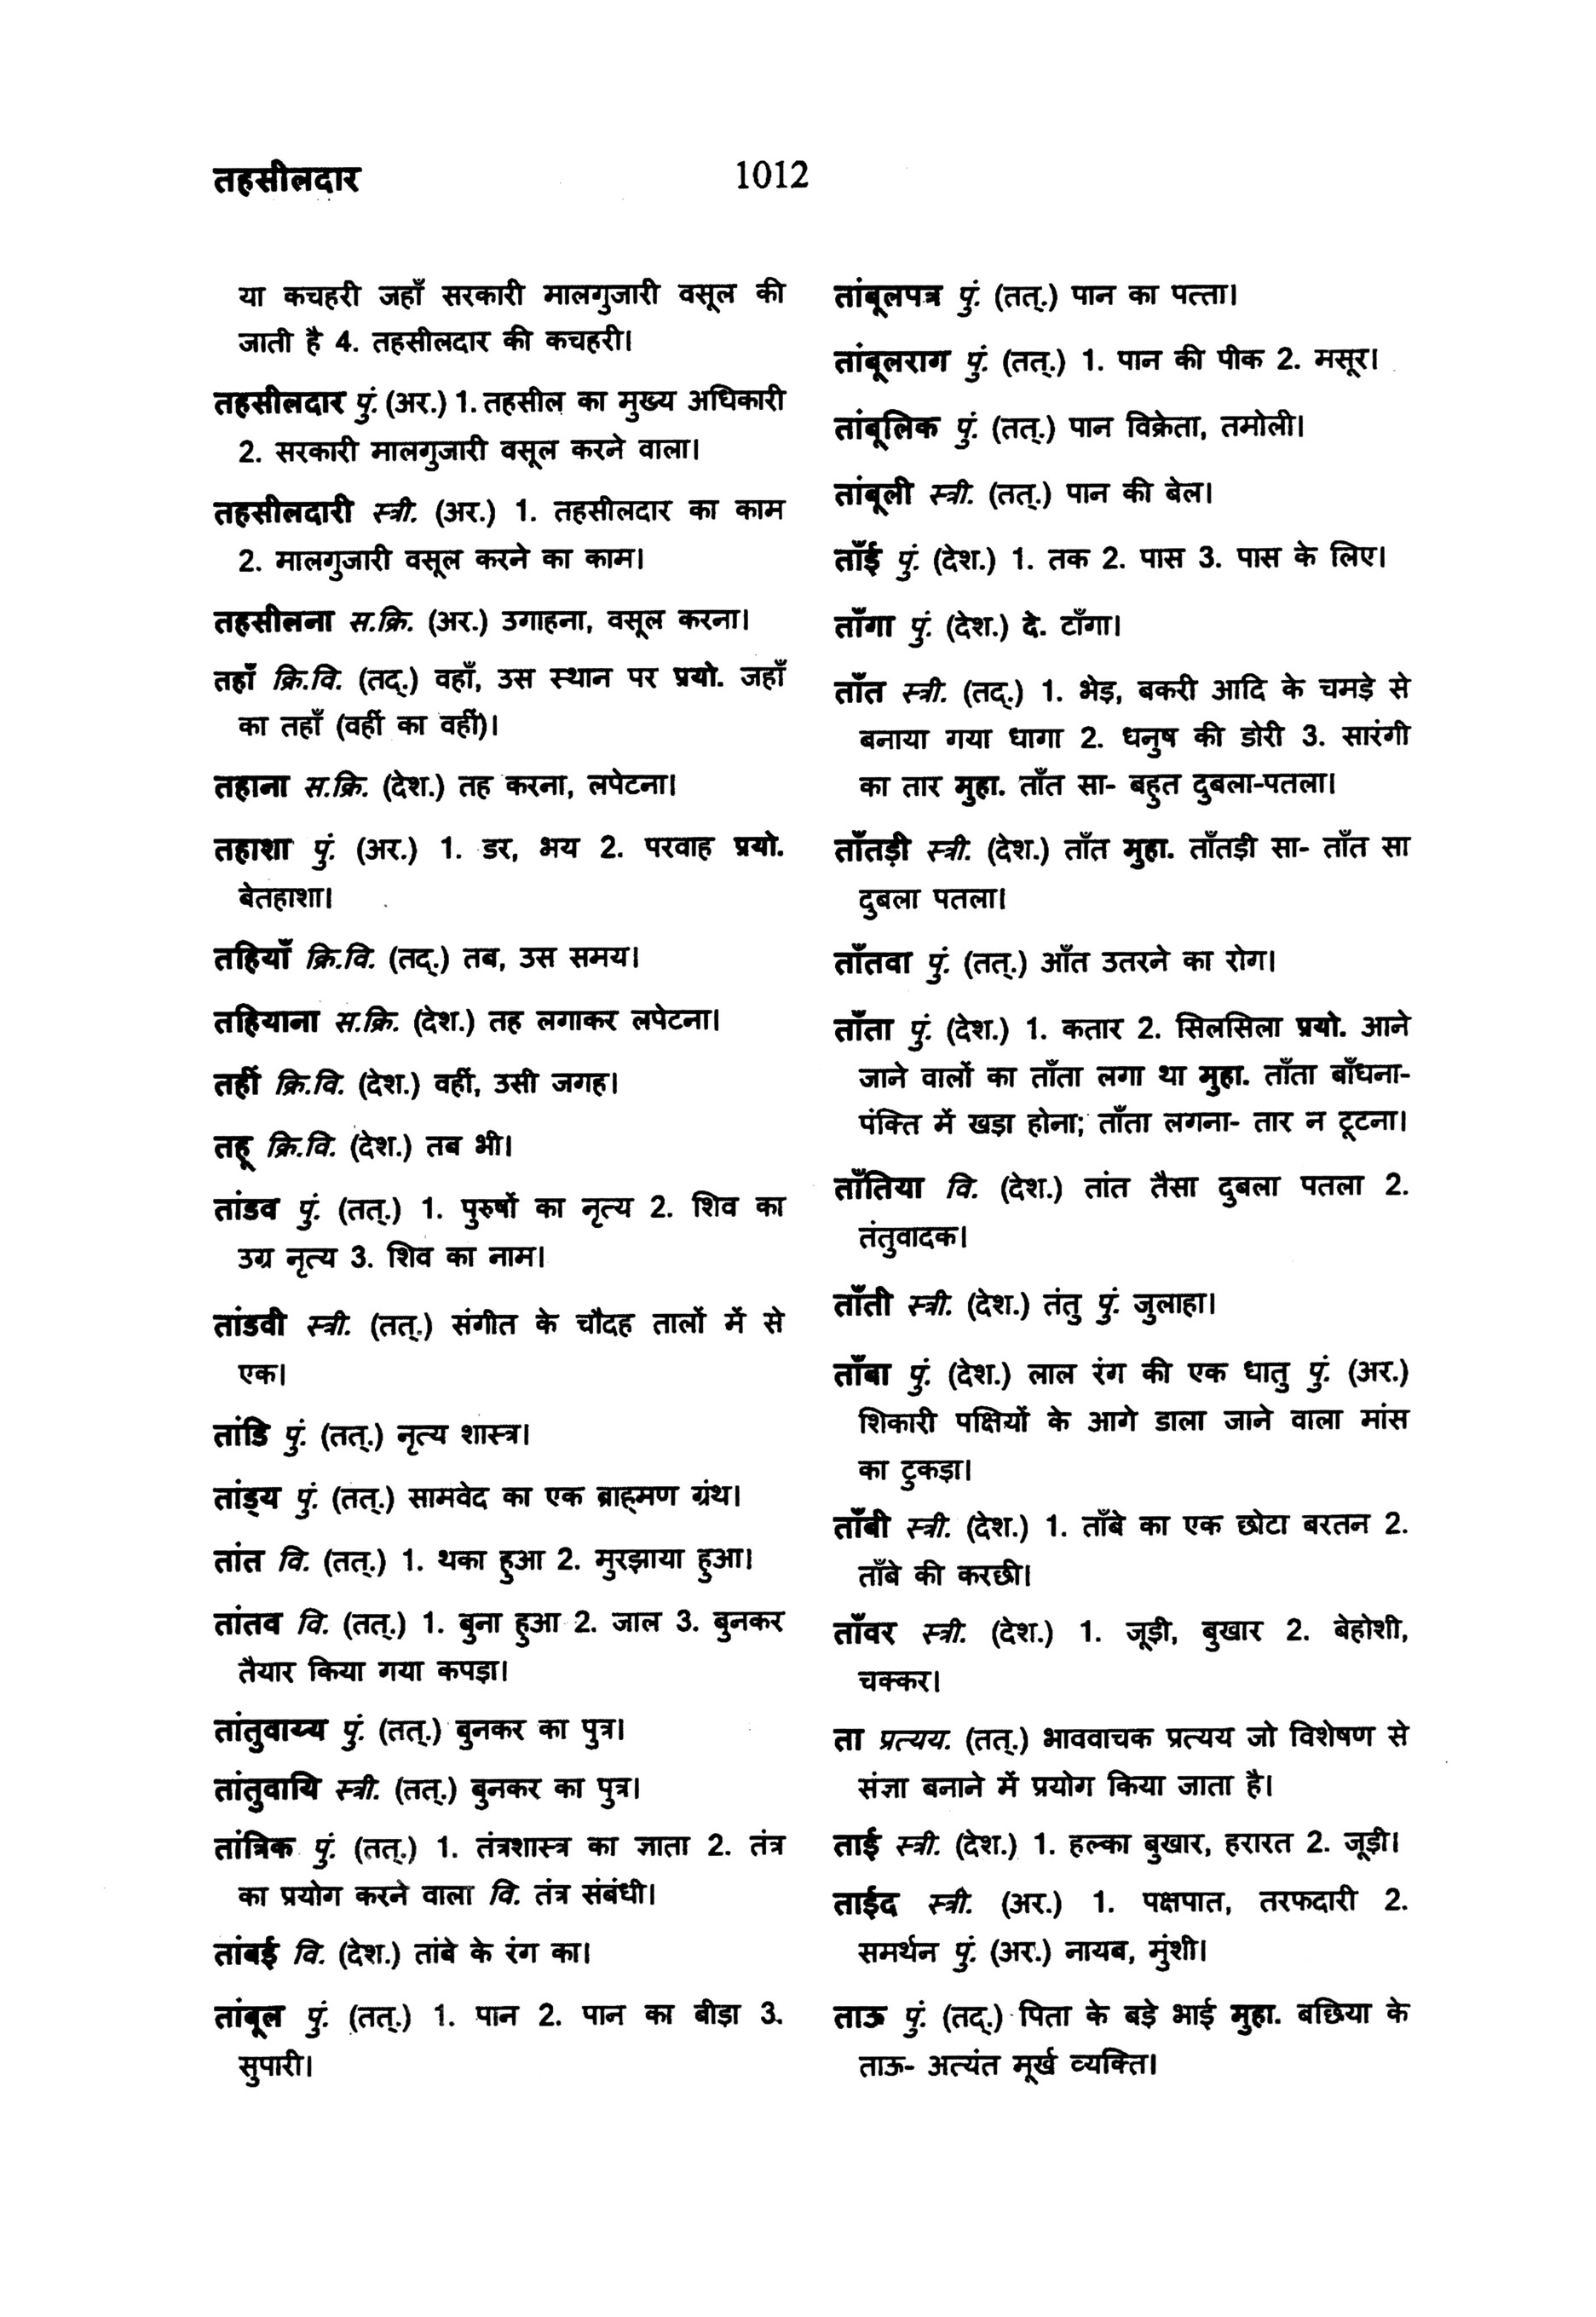 तहसीलदार
1012
या कचहरी जहाँ सरकारी मालगुजारी वसूल की
जाती है 4. तहसीलदार की कचहरी।
तहसीलदार पुं. (अर.) 1. तहसील का मुख्य अधिकारी
2. सरकारी मालगुजारी वसूल करने वाला।
तहसीलदारी स्त्री. (अर.) 1. तहसीलदार का काम
2. मालगुजारी वसूल करने का काम।
तहसीलना स.क्रि. (अर.) उगाहना, वसूल करना।
तहाँ क्रि.वि. (तद्.) वहाँ, उस स्थान पर प्रयो. जहाँ
का तहाँ (वहीं का वहीं)।
तहाना स.क्रि. (देश.) तह करना, लपेटना।
तहाशा पुं. (अर.) 1. डर, भय 2. परवाह प्रयो.
बेतहाशा।
तहियाँ क्रि.वि. (तद्.) तब, उस समय।
तहियाना स.क्रि. (देश.) तह लगाकर लपेटना।
तहीं क्रि.वि. (देश.) वहीं, उसी जगह।
तहू क्रि.वि. (देश.) तब भी।
तांडव पुं. (तत्.) 1. पुरुषों का नृत्य 2. शिव का
उग्र नृत्य 3. शिव का नाम।
तांडवी स्त्री. (तत्.) संगीत के चौदह तालों में से
एक।
तांडि पुं. (तत्.) नृत्य शास्त्र।
तांड्य पुं. (तत्.) सामवेद का एक ब्राह्मण ग्रंथ।
तांत वि. (तत्.) 1. थका हुआ 2. मुरझाया हुआ।
तांतव वि. (तत्.) 1. बुना हुआ 2. जाल 3. बुनकर
तैयार किया गया कपड़ा।
तांतुवाय्य पुं. (तत्.) बुनकर का पुत्र।
तांतुवायि स्त्री. (तत्.) बुनकर का पुत्र।
तांत्रिक पुं. (तत्.) 1. तंत्रशास्त्र का ज्ञाता 2. तंत्र
का प्रयोग करने वाला वि. तंत्र संबंधी।
तांबई वि. (देश.) तांबे के रंग का।
तांबूल पुं. (तत्.) 1. पान 2. पान का बीड़ा 3.
सुपारी।
तांबूलपत्र पुं. (तत्.) पान का पत्ता।
तांबूलराग पुं. (तत्.) 1. पान की पीक 2. मसूर।
तांबूलिक पुं. (तत्.) पान विक्रेता, तमोली।
तांबूली स्त्री. (तत्.) पान की बेल।
ताँई पुं. (देश.) 1. तक 2. पास 3. पास के लिए।
ताँगा पुं. (देश.) दे. टाँगा।
ताँत स्त्री. (तद्.) 1. भेड़, बकरी आदि के चमड़े से
बनाया गया धागा 2. धनुष की डोरी 3. सारंगी
का तार मुहा. ताँत सा- बहुत दुबला-पतला।
ताँतड़ी स्त्री. (देश.) ताँत मुहा. ताँतड़ी सा- ताँत सा
दुबला पतला।
ताँतवा पुं. (तत्.) आँत उतरने का रोग।
ताँता पुं. (देश.) 1. कतार 2. सिलसिला प्रयो. आने
जाने वालों का ताँता लगा था मुहा. ताँता बाँधना-
पंक्ति में खड़ा होना; ताँता लगना- तार न टूटना।
ताँतिया वि. (देश.) तांत तैसा दुबला पतला 2.
तंतुवादक।
ताँती स्त्री. (देश.) तंतु पुं. जुलाहा।
ताँबा पुं. (देश.) लाल रंग की एक धातु पुं. (अर.)
शिकारी पक्षियों के आगे डाला जाने वाला मांस
का टुकड़ा।
ताँबी स्त्री. (देश.) 1. ताँबे का एक छोटा बरतन 2.
ताँबे की करछी।
ताँवर स्त्री. (देश.) 1. जूड़ी, बुखार 2. बेहोशी,
चक्कर।
ता प्रत्यय. (तत्.) भाववाचक प्रत्यय जो विशेषण से
संज्ञा बनाने में प्रयोग किया जाता है।
ताई स्त्री. (देश.) 1. हल्का बुखार, हरारत 2. जूड़ी।
ताईद स्त्री. (अर.) 1. पक्षपात, तरफदारी 2.
समर्थन पुं. (अर.) नायब, मुंशी।
ताऊ पुं. (तद्.) पिता के बड़े भाई मुहा. बछिया के
ताऊ- अत्यंत मूर्ख व्यक्ति।